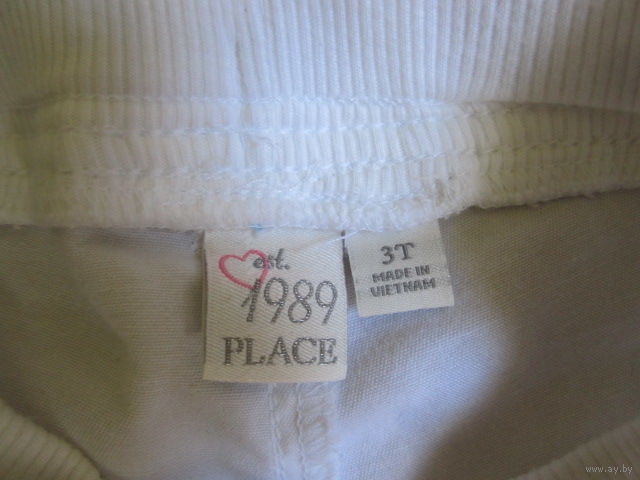 est.
1989
PLACE
3T
MADE IN
VIETNAM
www.ay.by